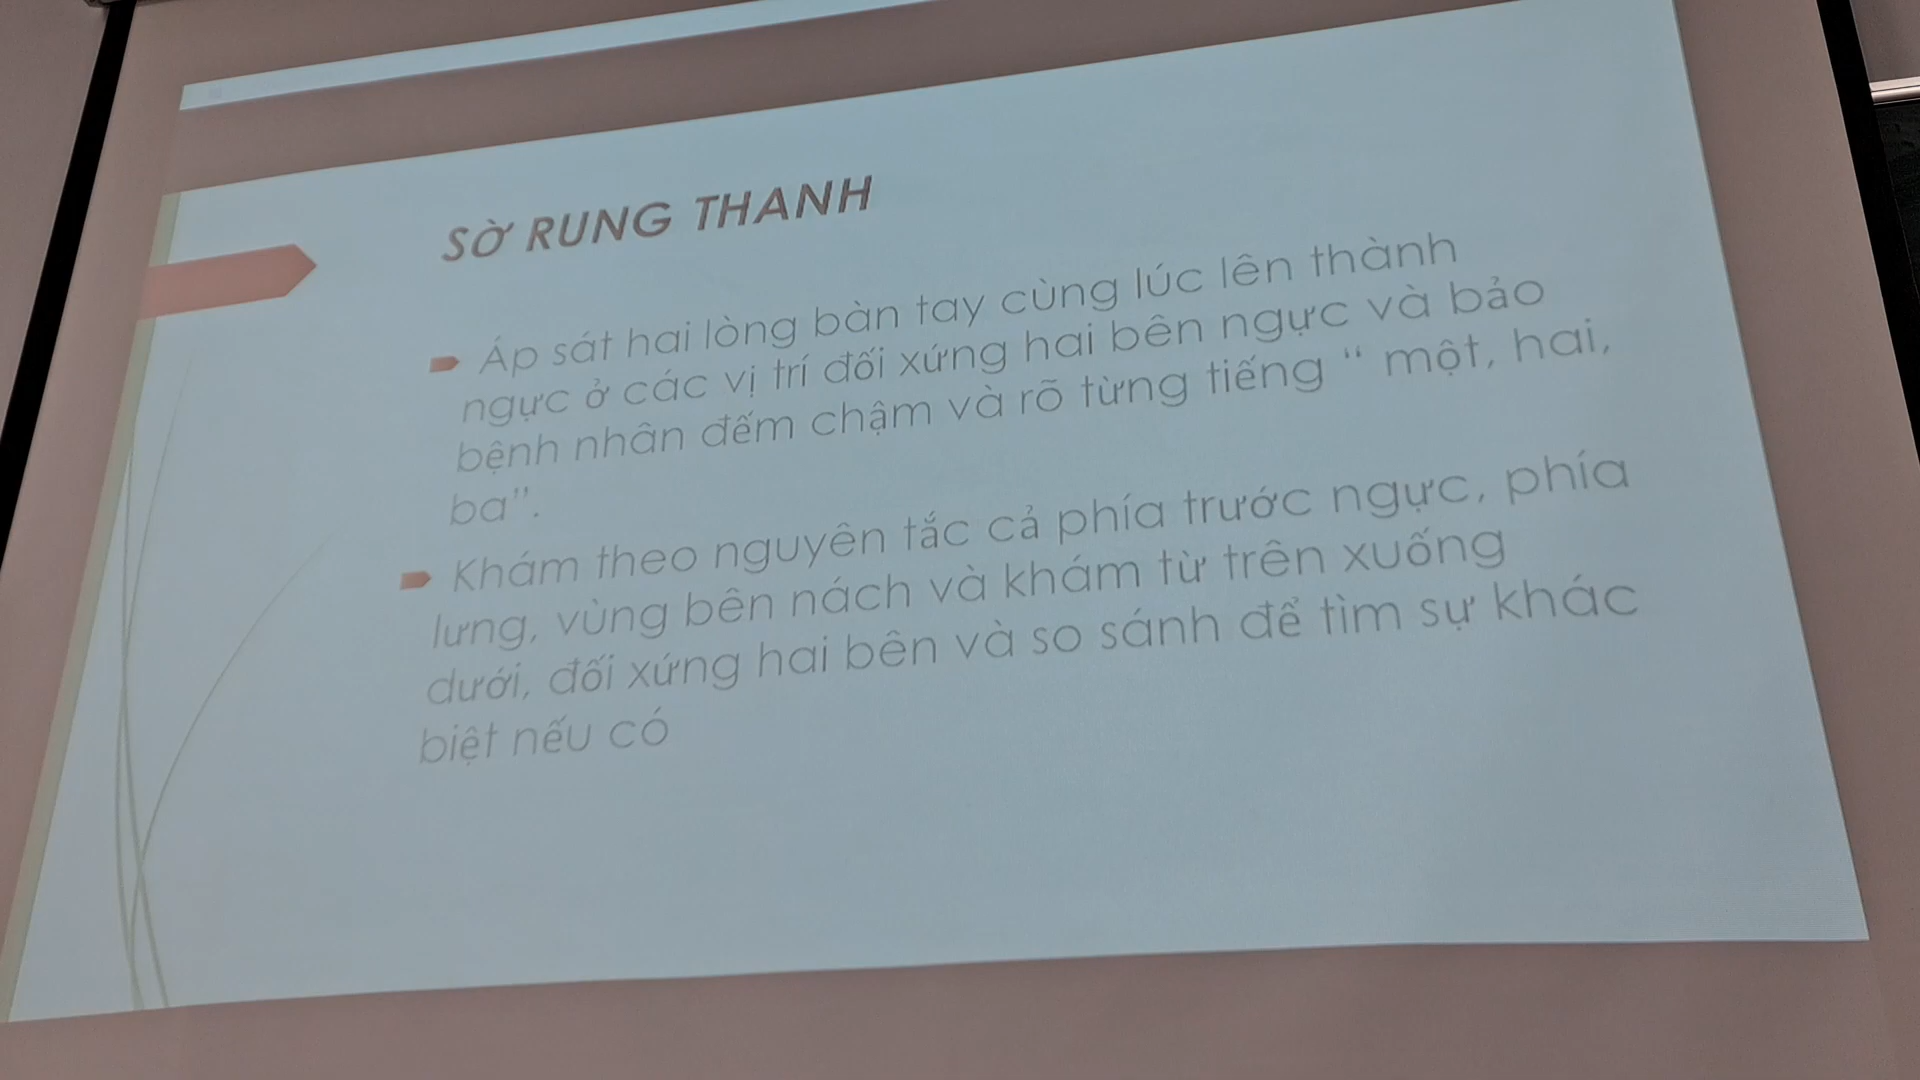 SỜ RUNG THANH
Áp sát hai lòng bàn tay cùng lúc lên thành
ngực ở các vị trí đối xứng hai bên ngực và bảo
bệnh nhân đếm chậm và rõ từng tiếng “ một, hai,
ba”.
Khám theo nguyên tắc cả phía trước ngực, phía
lưng, vùng bên nách và khám từ trên xuống
dưới, đối xứng hai bên và so sánh để tìm sự khác
biệt nếu có